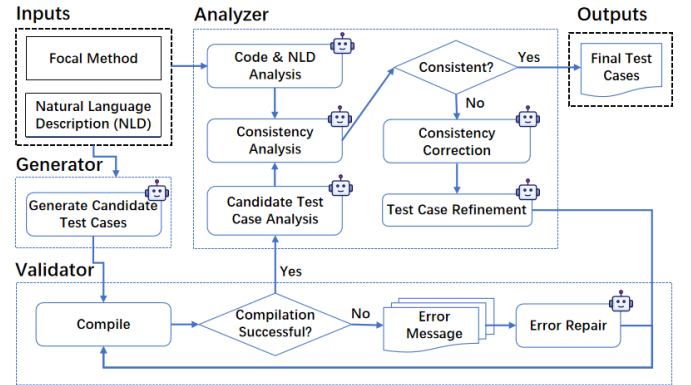 Inputs
Focal Method
Natural Language
Description (NLD)
Generator
Generate Candidate
Test Cases
Analyzer
Code & NLD
Analysis
Consistency
Analysis
Candidate Test
Case Analysis
Consistent?
Yes
No
Consistency
Correction
Test Case Refinement
Outputs
Final Test
Cases
Validator
Compile
Yes
Compilation
Successful?
No
Error
Message
Error Repair